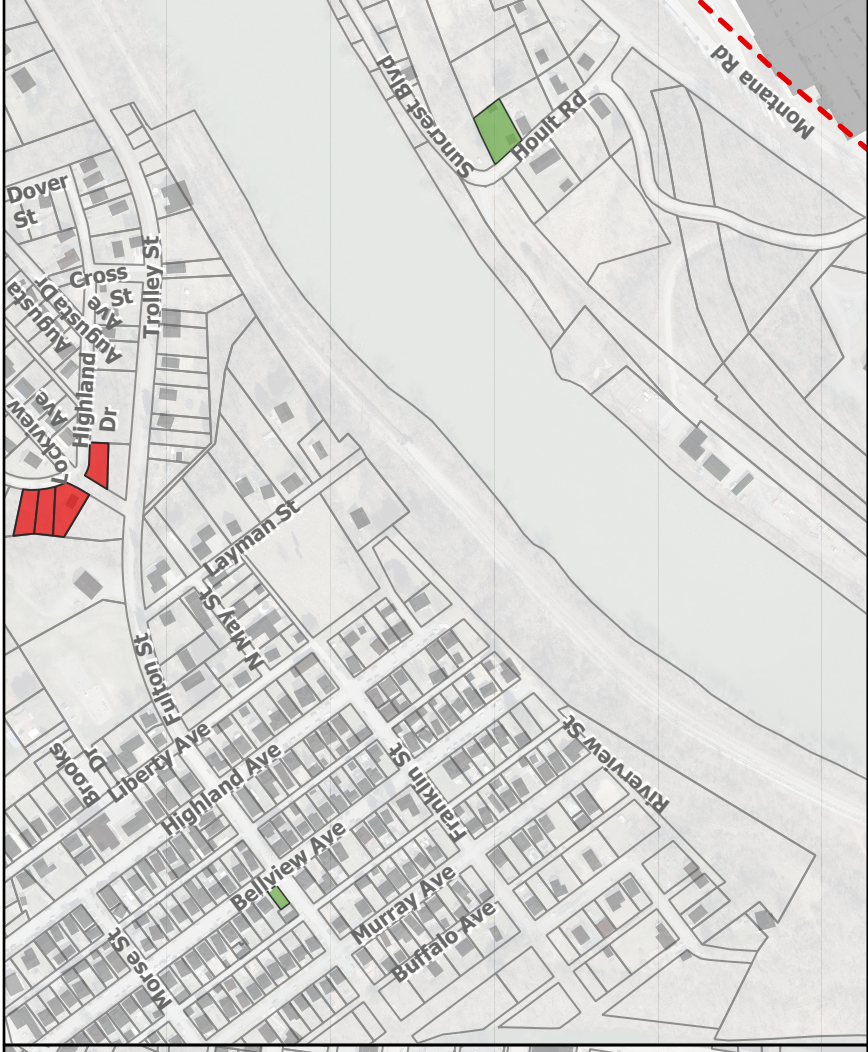 Montana Rd
Suncrest Blvd
Hoult Rd
Dover
St
Trolley St
Cross
St
Augusta Dr
Augusta
Ave
Highland
Dr
Lockview
Ave
Layman St
N May St
Fulton St
Brooks
Dr
Liberty Ave
Highland Ave
Franklin St
Riverview St
Bellview Ave
Murray Ave
Buffalo Ave
Morse St